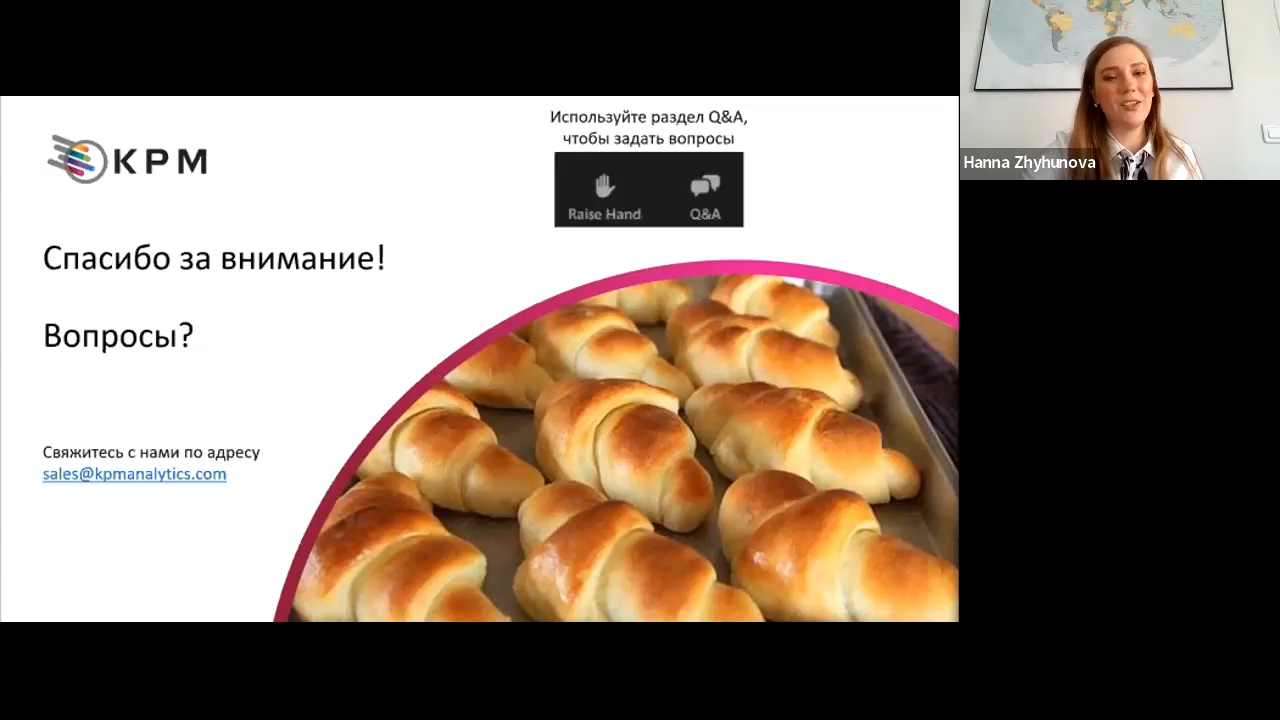 Используйте раздел Q&A,
чтобы задать вопросы
KPM
Raise Hand
Q&A
Hanna Zhyhunova
Спасибо за внимание!
Вопросы?
Свяжитесь с нами по адресу
sales@kpmanalytics.com